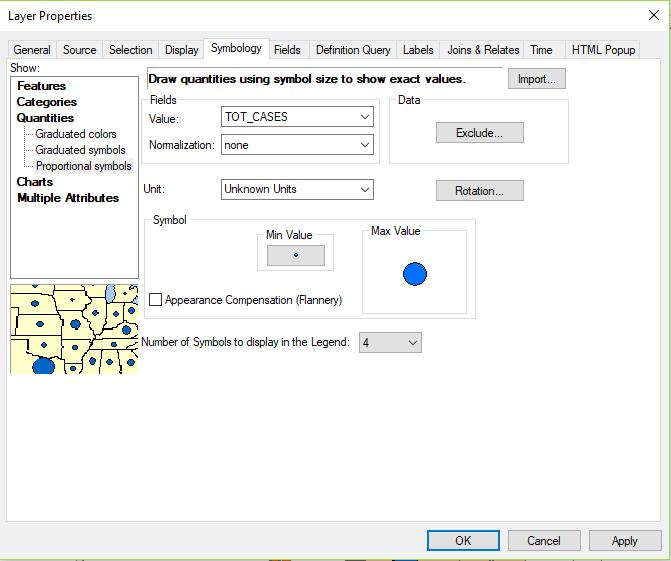 Layer Properties
General Source Selection Display Symbology Fields Definition Query Labels Joins & Relates Time HTML Popup
Show:
Features
Categories
Quantities
Graduated colors
Graduated symbols
Proportional symbols
Charts
Multiple Attributes
Draw quantities using symbol size to show exact values.
Import...
Fields
Value: TOT_CASES
Normalization: none
Data
Exclude...
Unit: Unknown Units
Rotation...
Symbol
Min Value
Max Value
Appearance Compensation (Flannery)
Number of Symbols to display in the Legend: 4
OK Cancel Apply